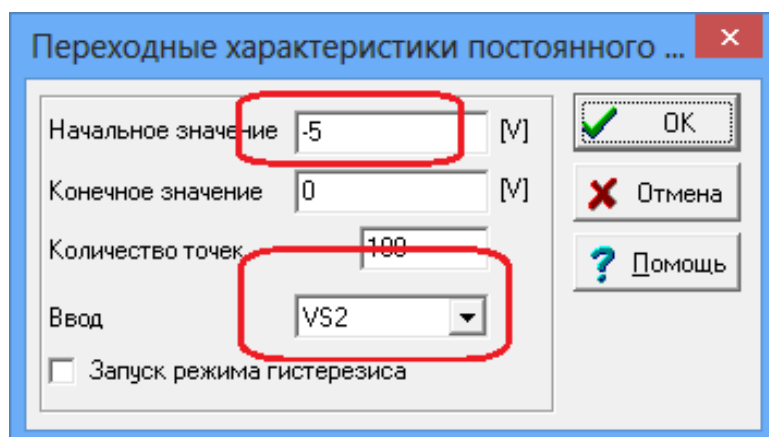 Переходные характеристики постоянного ...
Начальное значение -5 [V]
OK
Конечное значение 0 [V]
Отмена
Количество точек 100
Помощь
Ввод VS2
Запуск режима гистерезиса